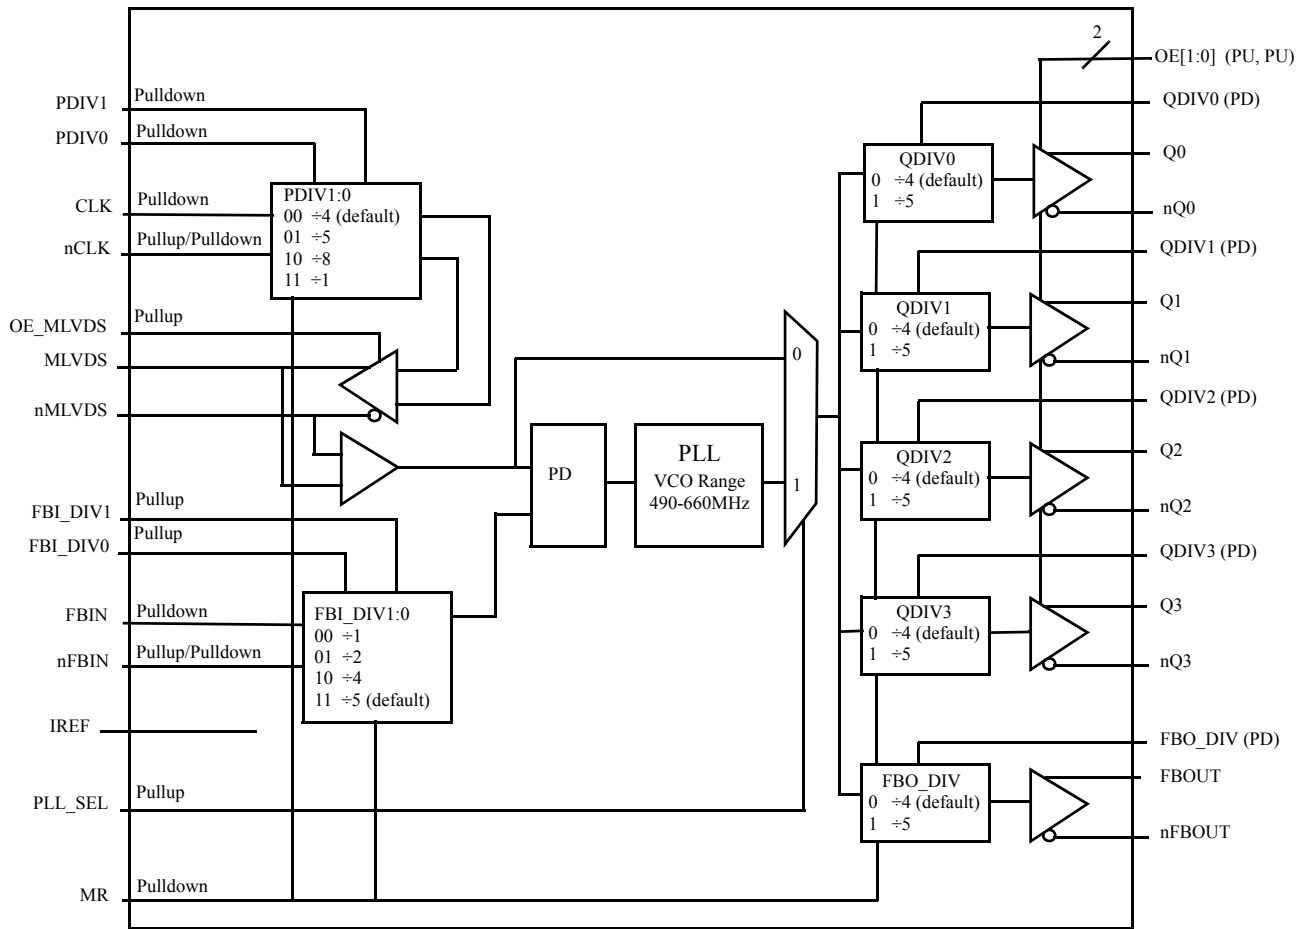 2
OE[1:0] (PU, PU)
PDIV1
Pulldown
QDIV0 (PD)
PDIV0
Pulldown
CLK
Pulldown
nCLK
Pullup/Pulldown
PDIV1:0
00 ÷4 (default)
01 ÷5
10 ÷8
11 ÷1
QDIV0
0 ÷4 (default)
1 ÷5
Q0
nQ0
QDIV1 (PD)
OE_MLVDS
Pullup
MLVDS
nMLVDS
QDIV1
0 ÷4 (default)
1 ÷5
Q1
nQ1
0
1
PD
PLL
VCO Range
490-660MHz
QDIV2 (PD)
QDIV2
0 ÷4 (default)
1 ÷5
Q2
nQ2
FBI_DIV1
Pullup
FBI_DIV0
Pullup
FBIN
Pulldown
nFBIN
Pullup/Pulldown
FBI_DIV1:0
00 ÷1
01 ÷2
10 ÷4
11 ÷5 (default)
QDIV3 (PD)
QDIV3
0 ÷4 (default)
1 ÷5
Q3
nQ3
IREF
PLL_SEL
Pullup
FBO_DIV (PD)
FBO_DIV
0 ÷4 (default)
1 ÷5
FBOUT
nFBOUT
MR
Pulldown